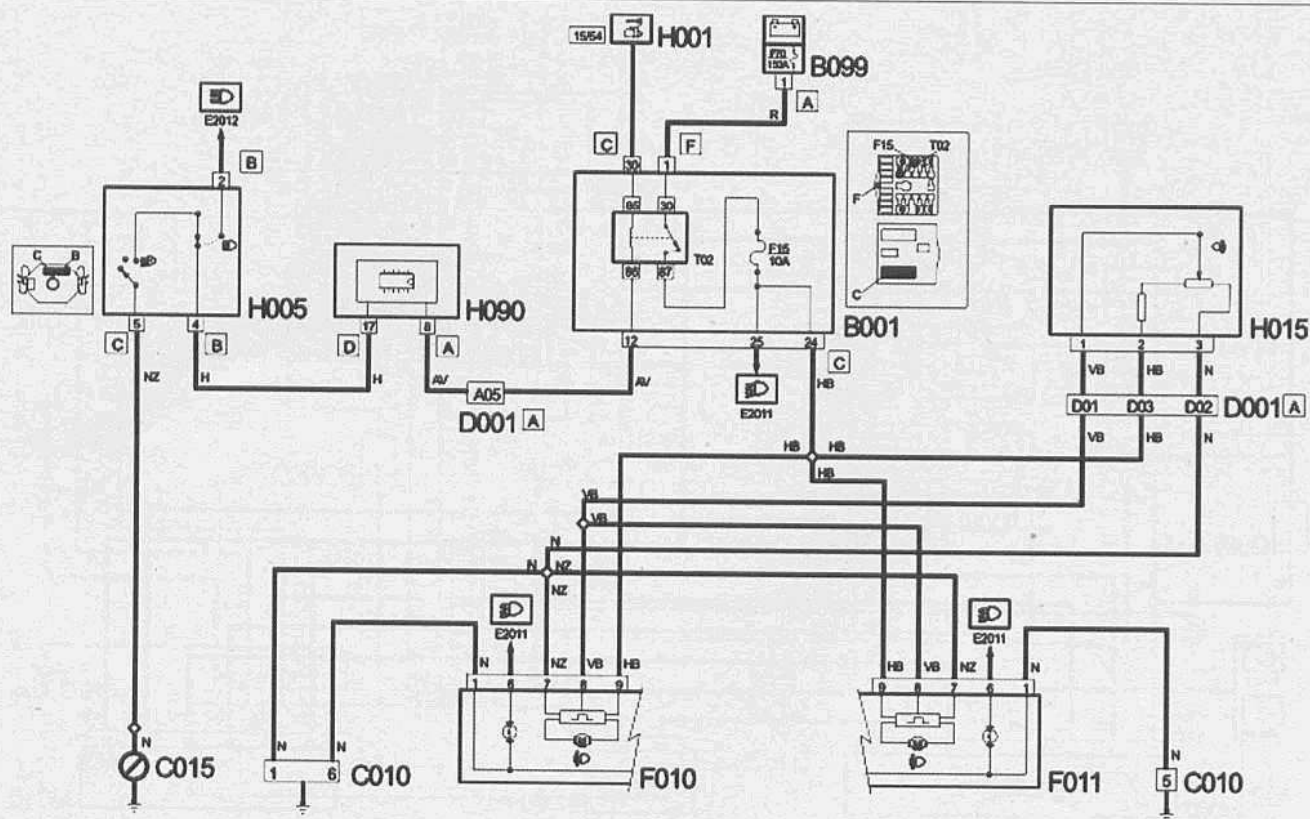 15/54 H001
F70
150A
B099
1
A
R
E2012
B
2
C F
30 1
F15 T02
F
C
85 30
T02
86 87
F15
10A
C B
H005
H090
B001
H015
5 4
C B
17 8
D A
12 25 24
C
1 2 3
NZ H H AV
A05
D001 A
AV
E2011
HB
VB HB N
D01 D03 D02 D001 A
VB HB N
HB HB
HB
VB
VB
N
N NZ
NZ
E2011
E2011
N NZ VB HB
1 6 7 8 9
HB VB NZ N
9 8 7 6 1
M
M
N
C015
N N
1 6 C010
F010
F011
N
5 C010